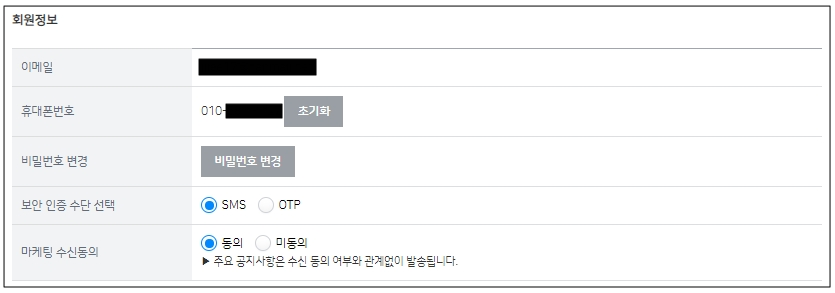 회원정보
이메일
휴대폰번호 010- 초기화
비밀번호 변경 비밀번호 변경
보안 인증 수단 선택 SMS OTP
마케팅 수신동의 동의 미동의
▶ 주요 공지사항은 수신 동의 여부와 관계없이 발송됩니다.